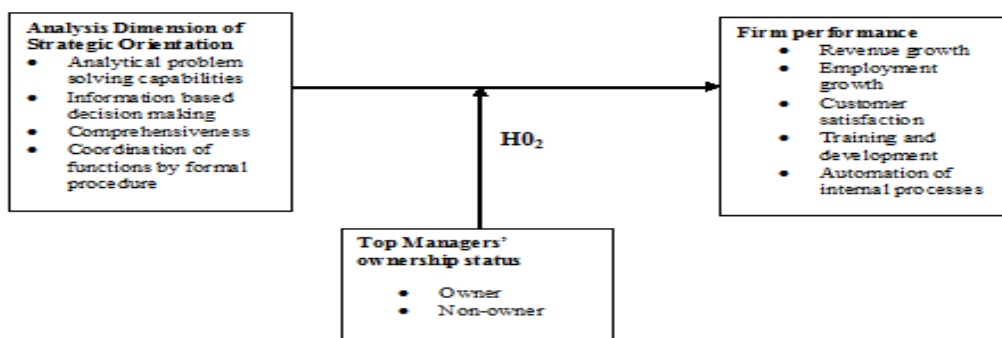 Analysis Dimension of
Strategic Orientation
• Analytical problem
solving capabilities
• Information based
decision making
• Comprehensiveness
• Coordination of
functions by formal
procedure
Firm performance
• Revenue growth
• Employment
growth
• Customer
satisfaction
• Training and
development
• Automation of
internal processes
H0₂
Top Managers’
ownership status
• Owner
• Non-owner